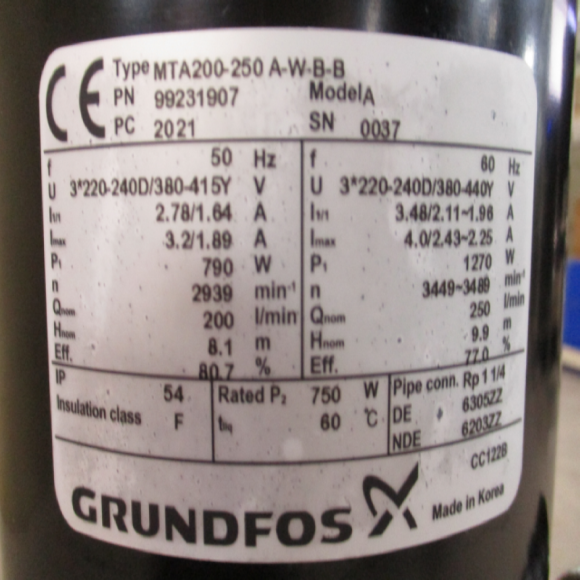 CE Type MTA200-250 A-W-B-B
PN 99231907 Model A
PC 2021 SN 0037
f 50 Hz f 60 Hz
U 3*220-240D/380-415Y V U 3*220-240D/380-440Y V
I1/1 2.78/1.64 A I1/1 3.48/2.11~1.96 A
Imax 3.2/1.89 A Imax 4.0/2.43~2.25 A
P1 790 W P1 1270 W
n 2939 min-1 n 3449~3489 min-1
Qnom 200 l/min Qnom 250 l/min
Hnom 8.1 m Hnom 9.9 m
Eff. 80.7 % Eff. 77.0 %
IP 54 Rated P2 750 W Pipe conn. Rp 1 1/4
Insulation class F tliq 60 °C DE 6305ZZ
NDE 6203ZZ
CC122B
GRUNDFOS Made in Korea